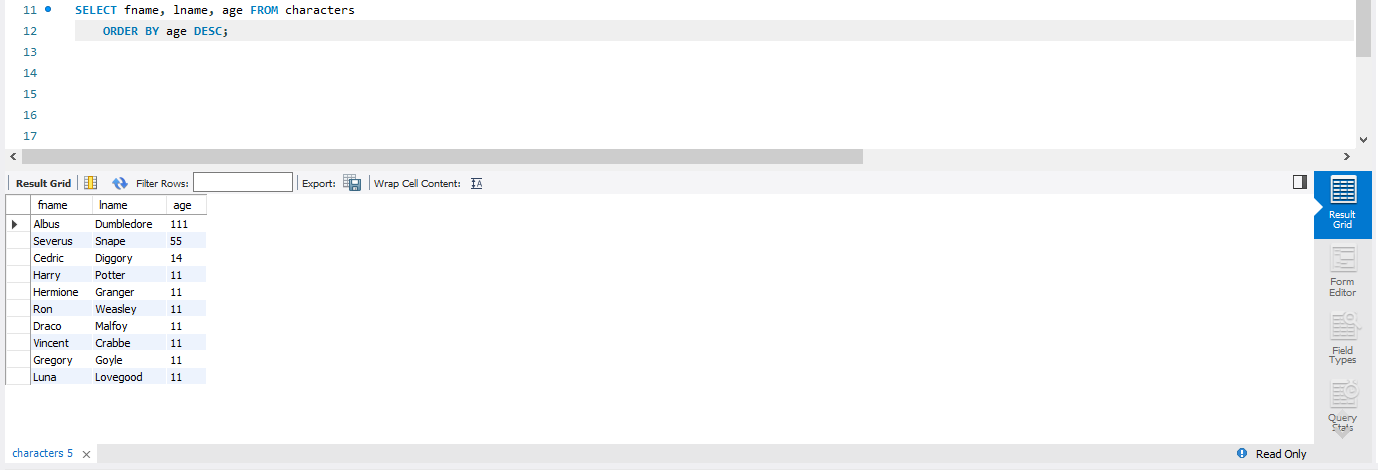 11 SELECT fname, lname, age FROM characters
12 ORDER BY age DESC;
13
14
15
16
17
Result Grid Filter Rows: Export: Wrap Cell Content:
fname lname age
Albus Dumbledore 111
Severus Snape 55
Cedric Diggory 14
Harry Potter 11
Hermione Granger 11
Ron Weasley 11
Draco Malfoy 11
Vincent Crabbe 11
Gregory Goyle 11
Luna Lovegood 11
Result
Grid
Form
Editor
Field
Types
Query
Stats
characters 5 Read Only